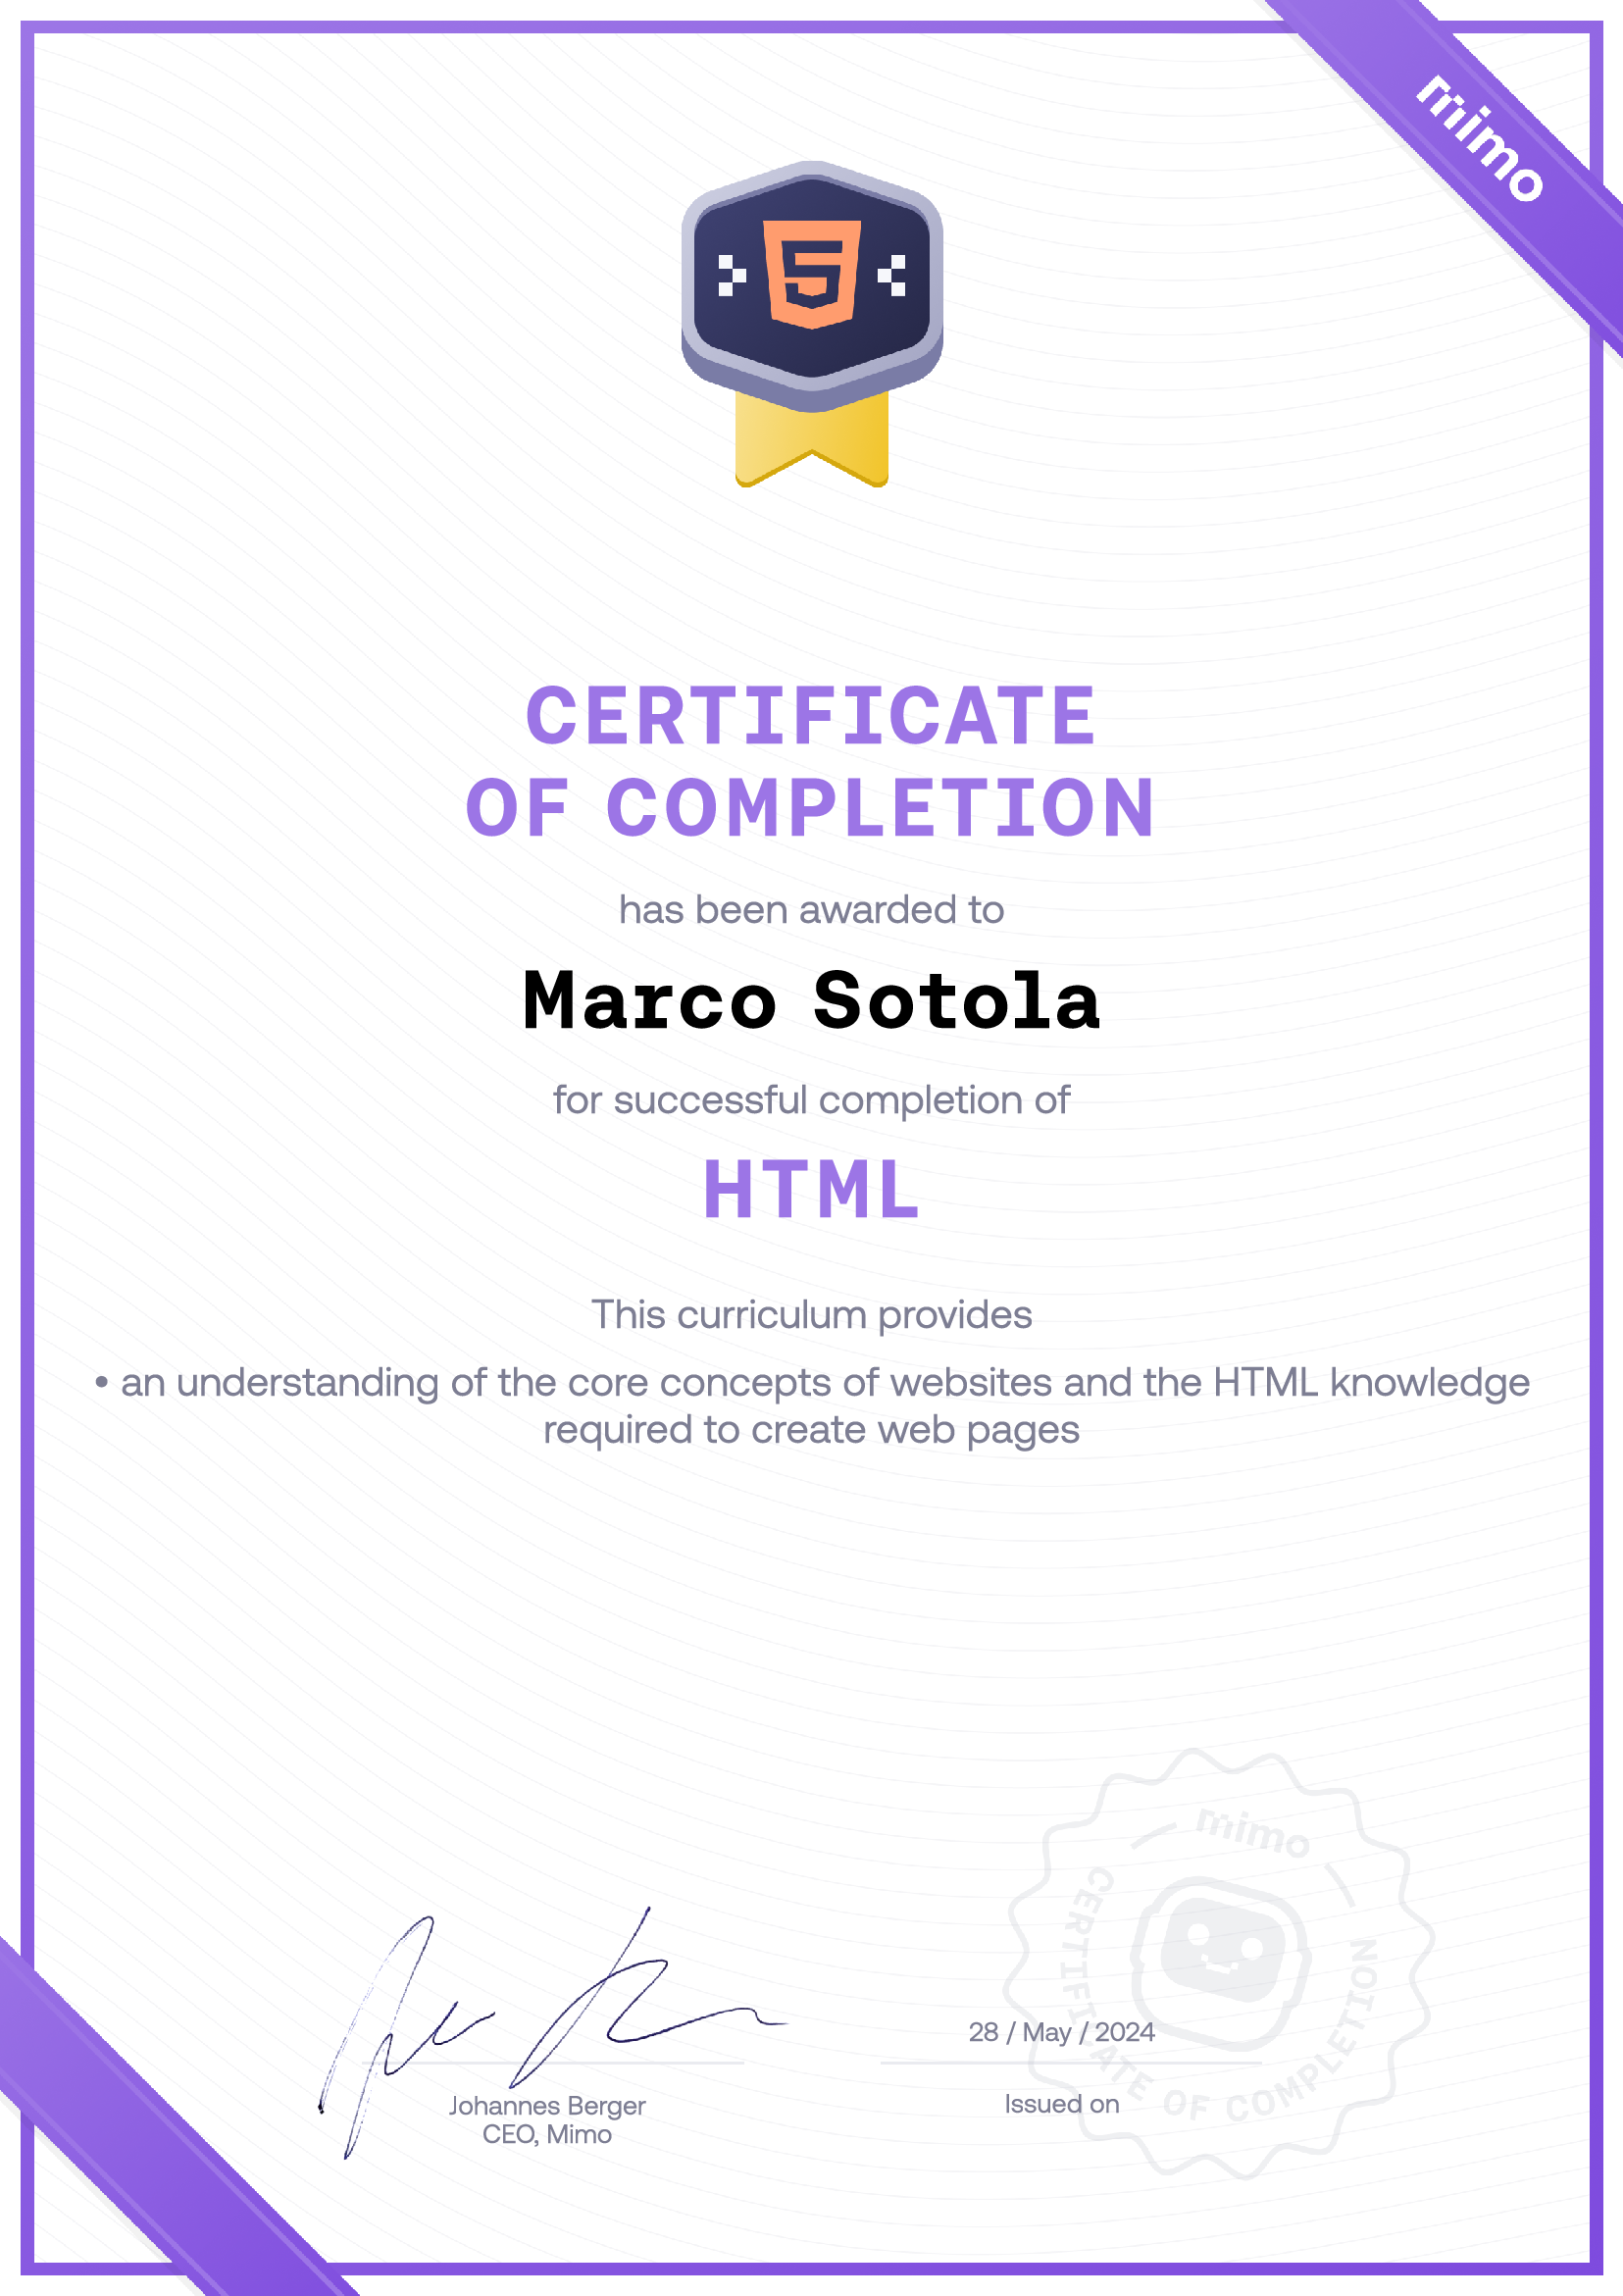 mimo
CERTIFICATE
OF COMPLETION
has been awarded to
Marco Sotola
for successful completion of
HTML
This curriculum provides
• an understanding of the core concepts of websites and the HTML knowledge
required to create web pages
mimo
CERTIFICATE OF COMPLETION
28 / May / 2024
Johannes Berger
CEO, Mimo
Issued on